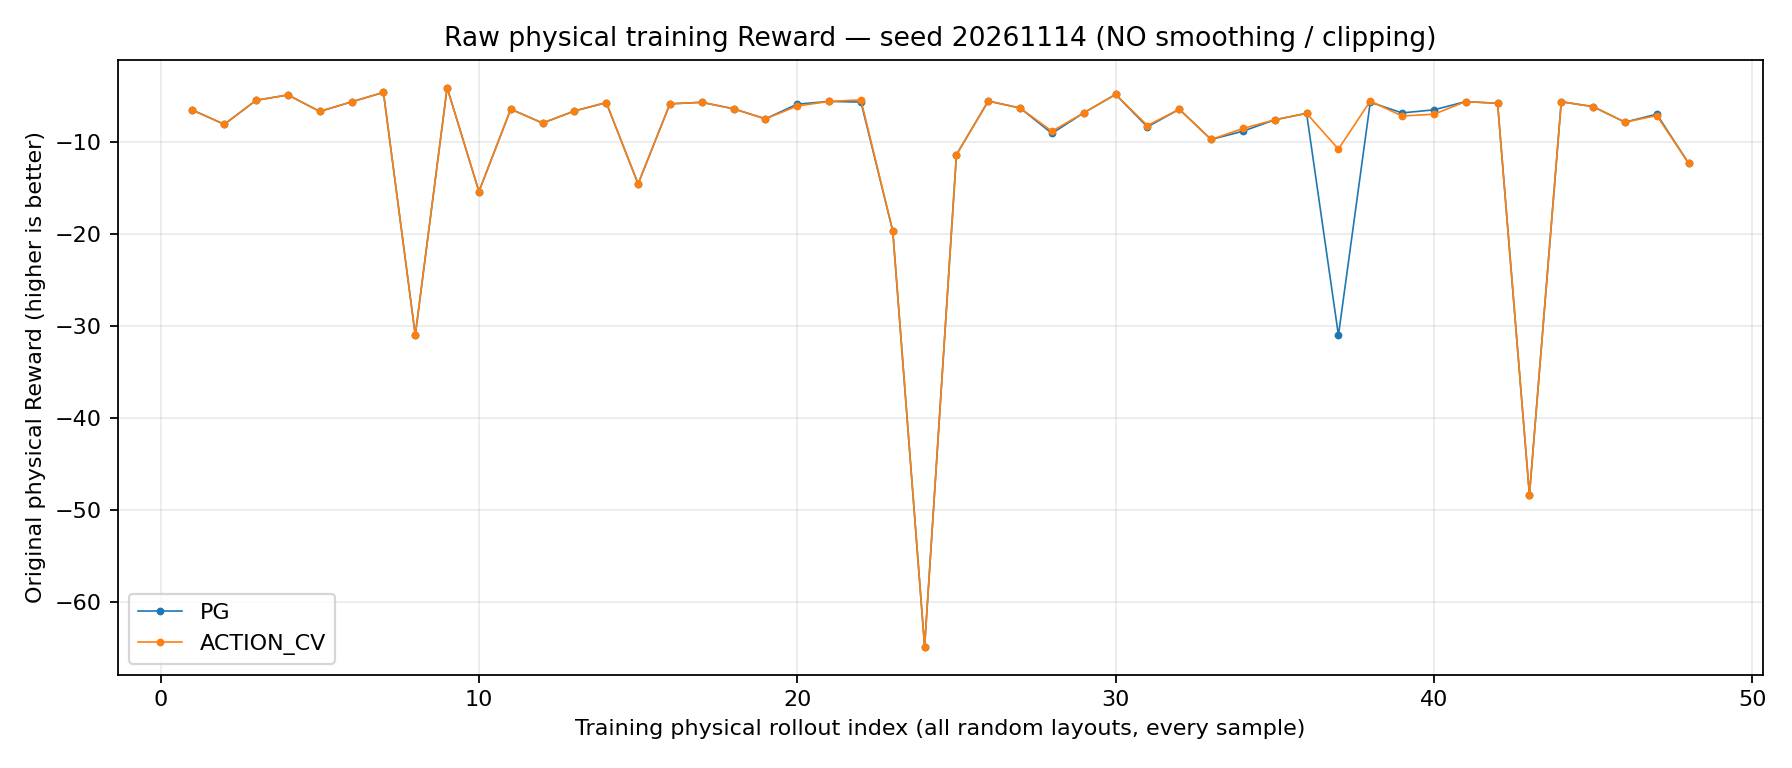 Raw physical training Reward — seed 20261114 (NO smoothing / clipping)
Original physical Reward (higher is better)
−10
−20
−30
−40
−50
−60
PG
ACTION_CV
0
10
20
30
40
50
Training physical rollout index (all random layouts, every sample)